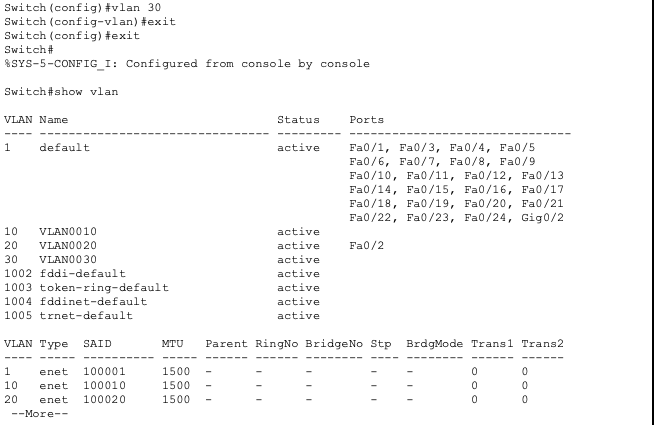 Switch(config)#vlan 30
Switch(config-vlan)#exit
Switch(config)#exit
Switch#
%SYS-5-CONFIG_I: Configured from console by console

Switch#show vlan

VLAN Name                             Status    Ports
---- -------------------------------- --------- -------------------------------
1    default                          active    Fa0/1, Fa0/3, Fa0/4, Fa0/5
                                                Fa0/6, Fa0/7, Fa0/8, Fa0/9
                                                Fa0/10, Fa0/11, Fa0/12, Fa0/13
                                                Fa0/14, Fa0/15, Fa0/16, Fa0/17
                                                Fa0/18, Fa0/19, Fa0/20, Fa0/21
                                                Fa0/22, Fa0/23, Fa0/24, Gig0/2
10   VLAN0010                         active
20   VLAN0020                         active    Fa0/2
30   VLAN0030                         active
1002 fddi-default                     active
1003 token-ring-default               active
1004 fddinet-default                  active
1005 trnet-default                    active

VLAN Type  SAID       MTU   Parent RingNo BridgeNo Stp  BrdgMode Trans1 Trans2
---- ----- ---------- ----- ------ ------ -------- ---- -------- ------ ------
1    enet  100001     1500  -      -      -        -    -        0      0
10   enet  100010     1500  -      -      -        -    -        0      0
20   enet  100020     1500  -      -      -        -    -        0      0
 --More--